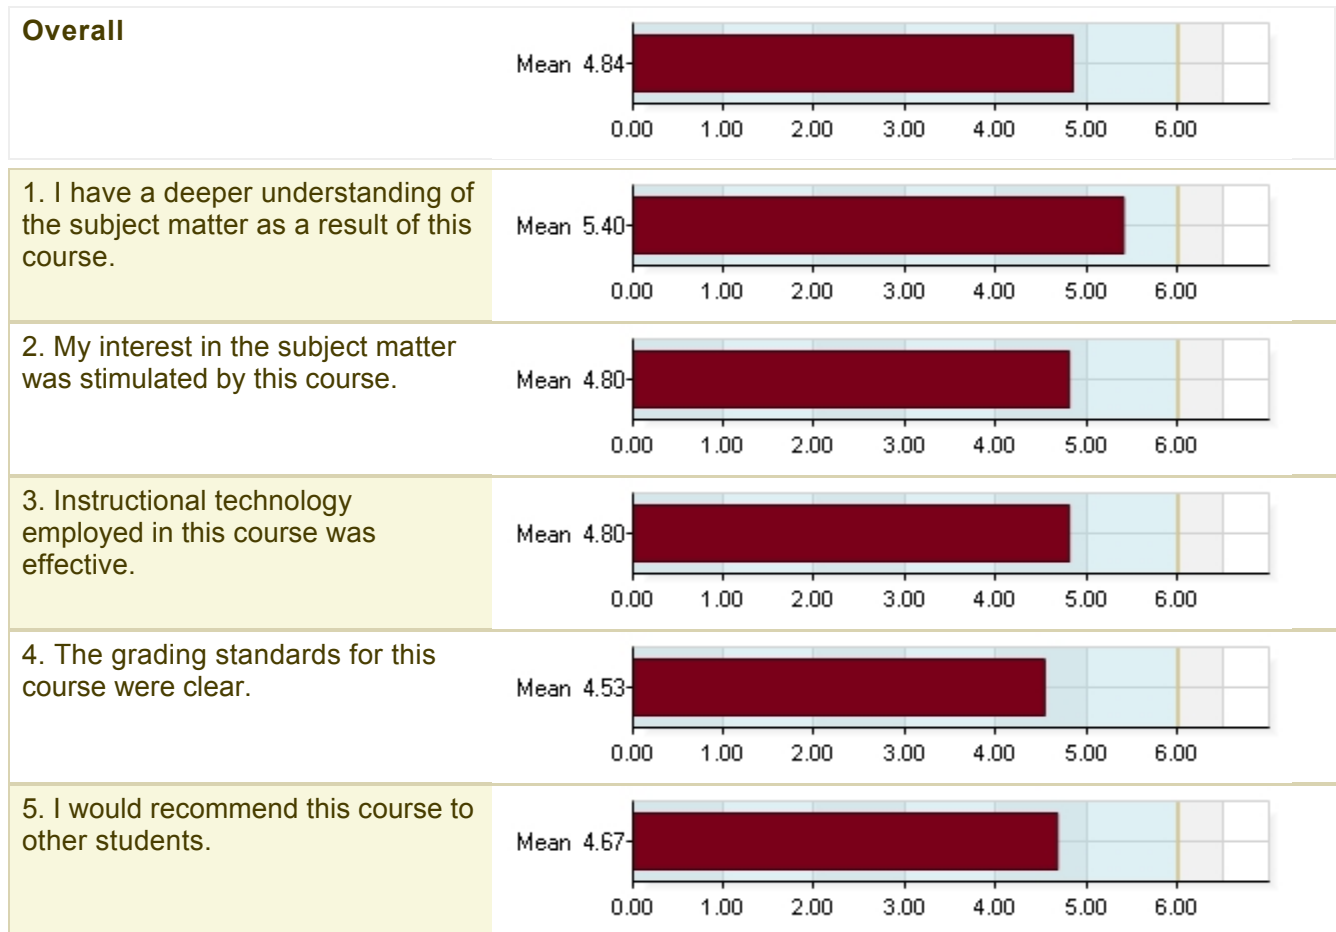 Overall
Mean 4.84
0.00 1.00 2.00 3.00 4.00 5.00 6.00
1. I have a deeper understanding of
the subject matter as a result of this
course.
Mean 5.40
0.00 1.00 2.00 3.00 4.00 5.00 6.00
2. My interest in the subject matter
was stimulated by this course.
Mean 4.80
0.00 1.00 2.00 3.00 4.00 5.00 6.00
3. Instructional technology
employed in this course was
effective.
Mean 4.80
0.00 1.00 2.00 3.00 4.00 5.00 6.00
4. The grading standards for this
course were clear.
Mean 4.53
0.00 1.00 2.00 3.00 4.00 5.00 6.00
5. I would recommend this course to
other students.
Mean 4.67
0.00 1.00 2.00 3.00 4.00 5.00 6.00